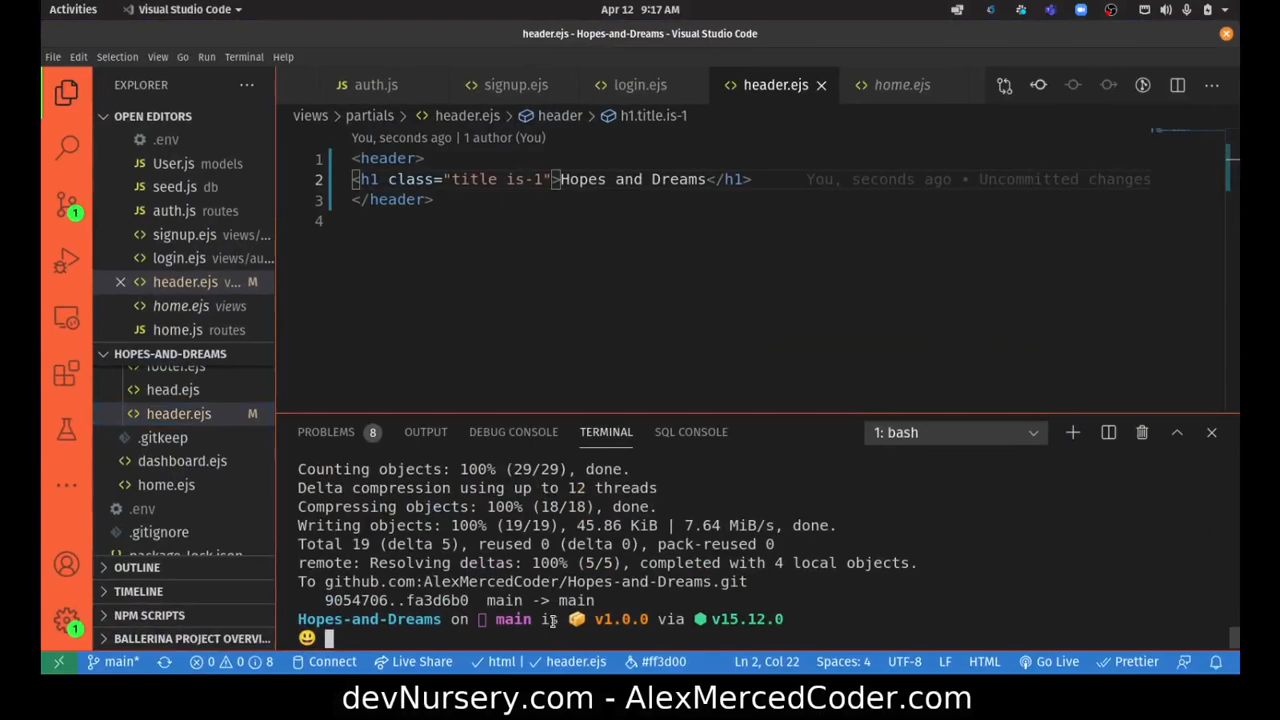 Activities
Visual Studio Code
Apr 12 9:17 AM
header.ejs - Hopes-and-Dreams - Visual Studio Code
File Edit Selection View Go Run Terminal Help
EXPLORER
JS auth.js
signup.ejs
login.ejs
header.ejs
home.ejs
OPEN EDITORS
.env
JS User.js models
JS seed.js db
JS auth.js routes
signup.ejs views/...
login.ejs views/au...
header.ejs v... M
home.ejs views
JS home.js routes
HOPES-AND-DREAMS
footer.ejs
head.ejs
header.ejs M
.gitkeep
dashboard.ejs
home.ejs
.env
.gitignore
package-lock.json
OUTLINE
TIMELINE
NPM SCRIPTS
BALLERINA PROJECT OVERVI...
1
1
views > partials > header.ejs > header > h1.title.is-1
You, seconds ago | 1 author (You)
1 <header>
2 <h1 class="title is-1">Hopes and Dreams</h1> You, seconds ago • Uncommitted changes
3 </header>
4
PROBLEMS 8 OUTPUT DEBUG CONSOLE TERMINAL SQL CONSOLE 1: bash
Counting objects: 100% (29/29), done.
Delta compression using up to 12 threads
Compressing objects: 100% (18/18), done.
Writing objects: 100% (19/19), 45.86 KiB | 7.64 MiB/s, done.
Total 19 (delta 5), reused 0 (delta 0), pack-reused 0
remote: Resolving deltas: 100% (5/5), completed with 4 local objects.
To github.com:AlexMercedCoder/Hopes-and-Dreams.git
9054706..fa3d6b0 main -> main
Hopes-and-Dreams on main is v1.0.0 via v15.12.0
main* 0 0 8 Connect Live Share html header.ejs #ff3d00 Ln 2, Col 22 Spaces: 4 UTF-8 LF HTML Go Live Prettier
devNursery.com - AlexMercedCoder.com